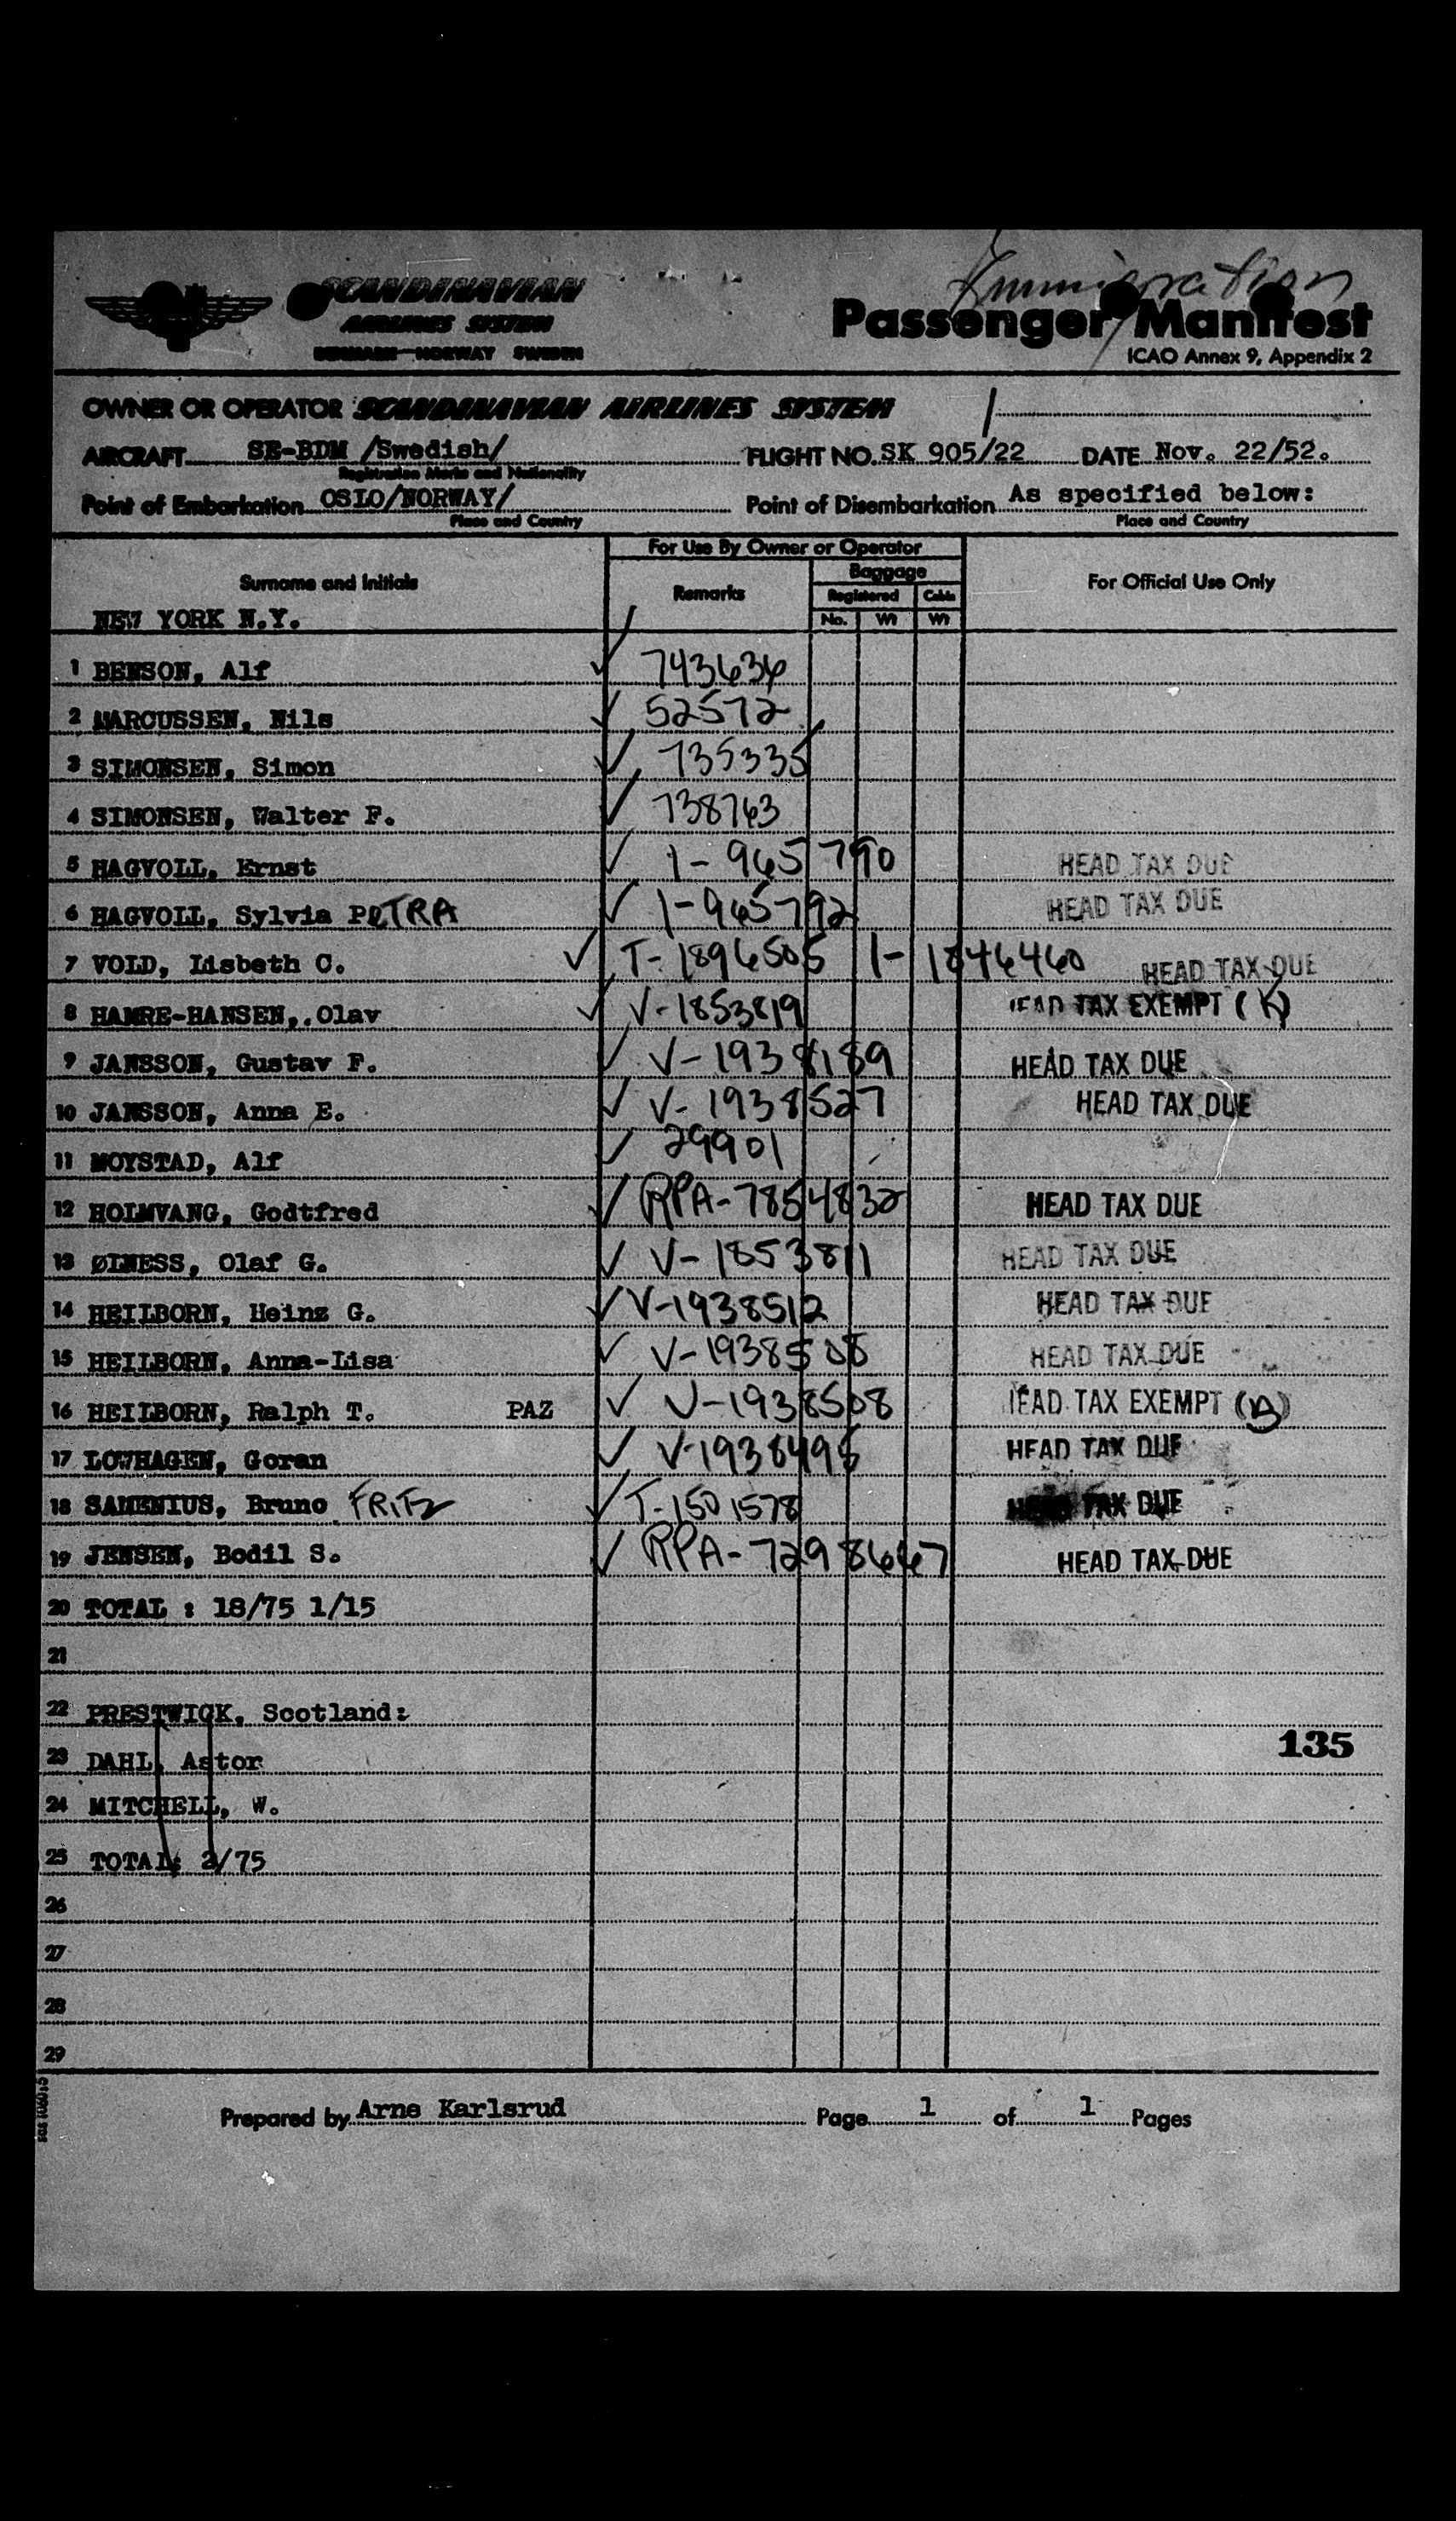 Immigration
SCANDINAVIAN
AIRLINES SYSTEM
DENMARK—NORWAY SWEDEN
Passenger Manifest
ICAO Annex 9, Appendix 2
OWNER OR OPERATOR SCANDINAVIAN AIRLINES SYSTEM
AIRCRAFT SE-BDM /Swedish/ FLIGHT NO. SK 905/22 DATE Nov. 22/52.
Registration Marks and Nationality
Point of Embarkation OSLO/NORWAY/ Point of Disembarkation As specified below:
Place and Country Place and Country
For Use By Owner or Operator
Surname and Initials Remarks Baggage For Official Use Only
Registered Cabin
NEW YORK N.Y. No. Wt Wt
1 BENSON, Alf 743636
2 MARCUSSEN, Nils 52572
3 SIMONSEN, Simon 735335
4 SIMONSEN, Walter F. 738763
5 HAGVOLL, Ernst I-965790 HEAD TAX DUE
6 HAGVOLL, Sylvia PETRA I-965792 HEAD TAX DUE
7 VOLD, Lisbeth C. T-1896505 I-1846460 HEAD TAX DUE
8 HAMRE-HANSEN,.Olav V-1853819 HEAD TAX EXEMPT (K)
9 JANSSON, Gustav F. V-1938189 HEAD TAX DUE
10 JANSSON, Anna E. V-1938527 HEAD TAX DUE
11 MOYSTAD, Alf 29901
12 HOLMVANG, Godtfred RPA-7854832 HEAD TAX DUE
13 ØINESS, Olaf G. V-1853811 HEAD TAX DUE
14 HEILBORN, Heinz G. V-1938512 HEAD TAX DUE
15 HEILBORN, Anna-Lisa V-1938508 HEAD TAX DUE
16 HEILBORN, Ralph T. PAZ V-1938508 HEAD TAX EXEMPT (B)
17 LOWHAGEN, Goran V-1938495 HEAD TAX DUE
18 SAMENIUS, Bruno FRITZ T-1501578 HEAD TAX DUE
19 JENSEN, Bodil S. RPA-7298667 HEAD TAX DUE
20 TOTAL : 18/75 1/15
21
22 PRESTWICK, Scotland:
135
23 DAHL, Astor
24 MITCHELL, W.
25 TOTAL: 2/75
26
27
28
29
Prepared by Arne Karlsrud Page 1 of 1 Pages